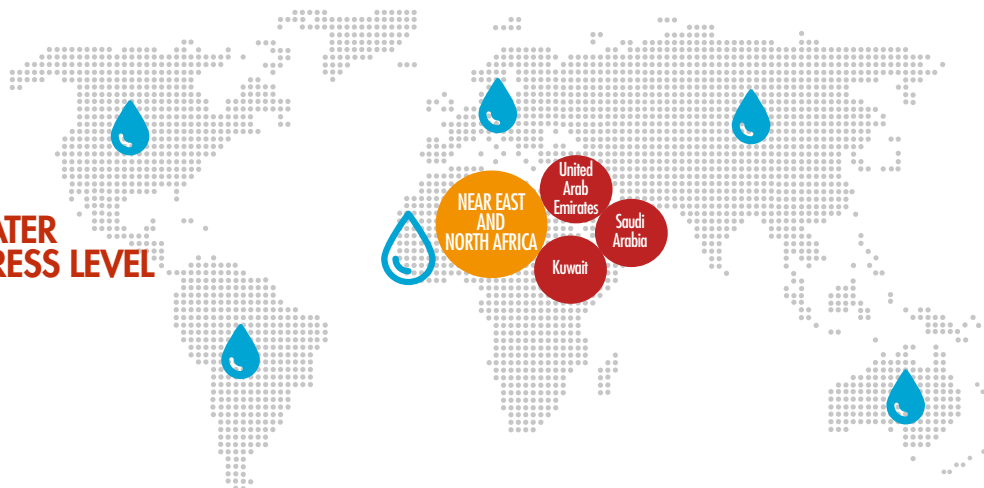 ATER
RESS LEVEL
NEAR EAST
AND
NORTH AFRICA
United
Arab
Emirates
Saudi
Arabia
Kuwait